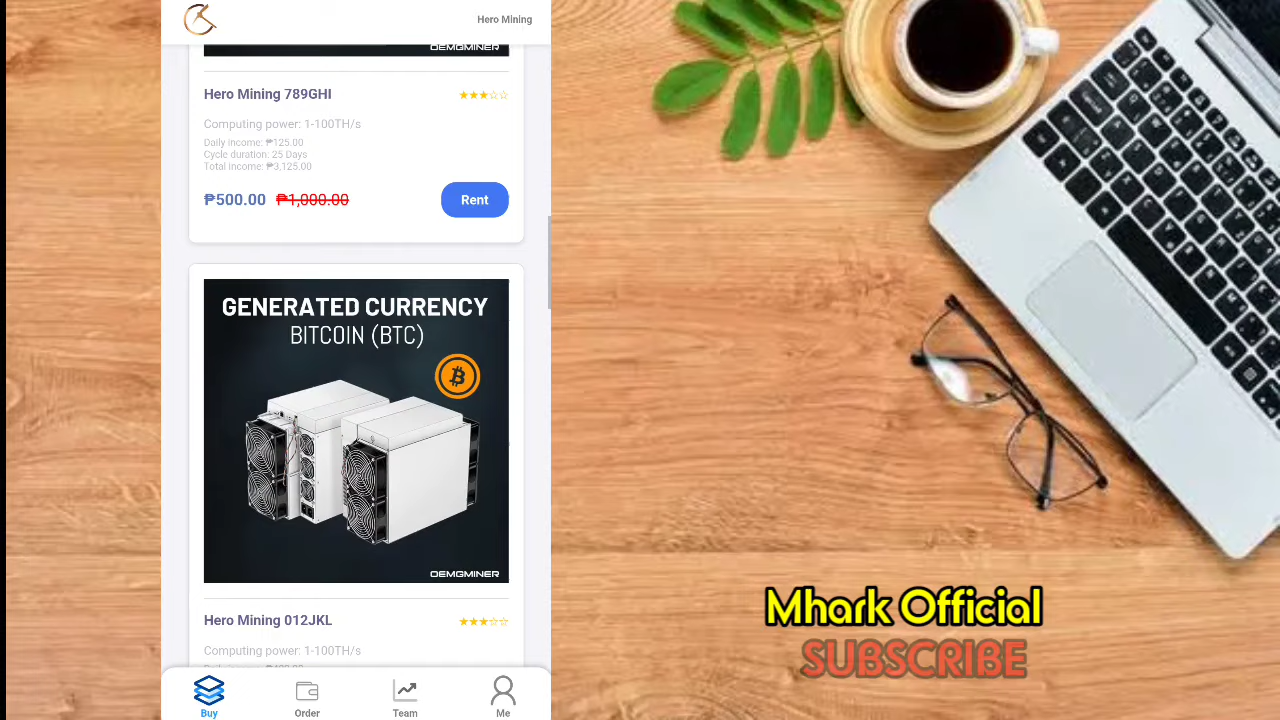 Hero Mining
OEMGMINER
Hero Mining 789GHI
Computing power: 1-100TH/s
Daily income: ₱125.00
Cycle duration: 25 Days
Total income: ₱3,125.00
₱500.00 ₱1,000.00
Rent
GENERATED CURRENCY
BITCOIN (BTC)
OEMGMINER
Hero Mining 012JKL
Computing power: 1-100TH/s
Buy
Order
Team
Me
Mhark Official
SUBSCRIBE